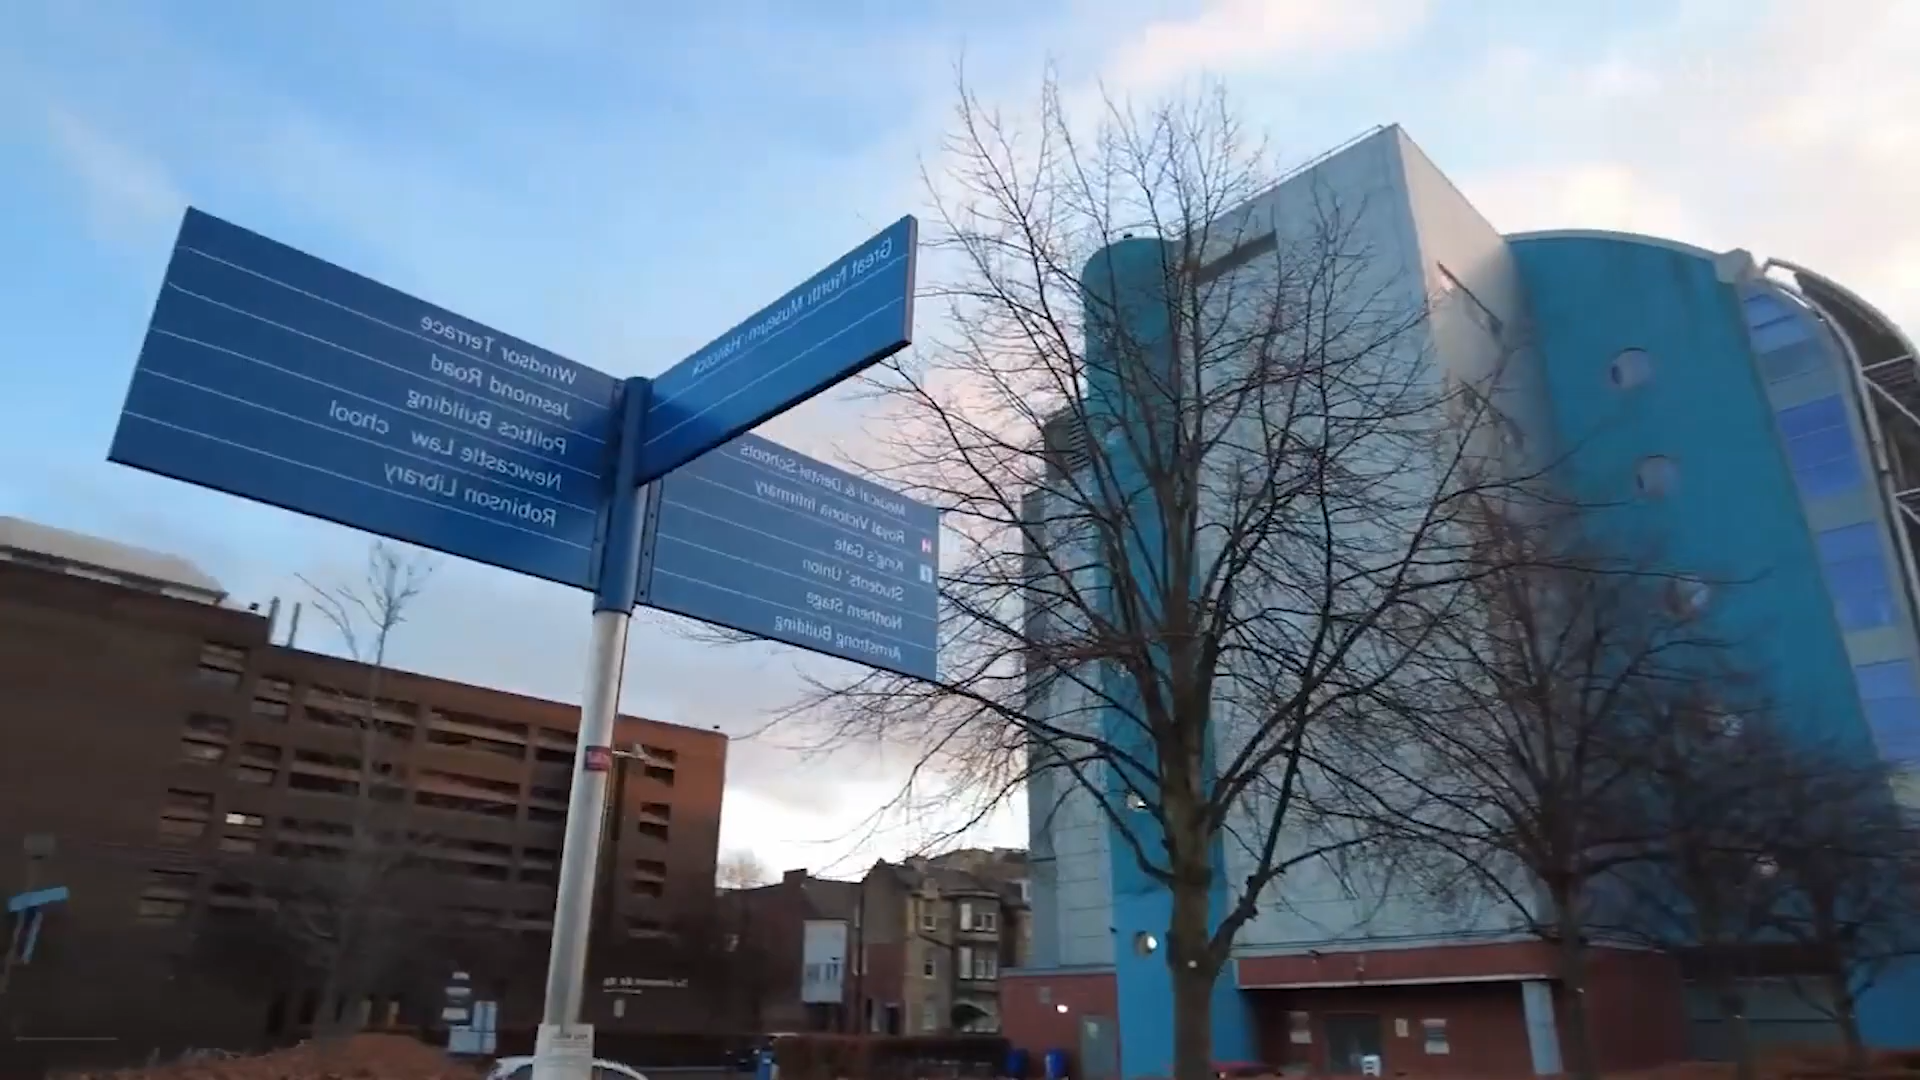 Windsor Terrace
Jesmond Road
Politics Building
Newcastle Law chool
Robinson Library
Great North Museum: Hancock
Medical & Dental Schools
Royal Victoria Infirmary
King's Gate
Students' Union
Northern Stage
Armstrong Building